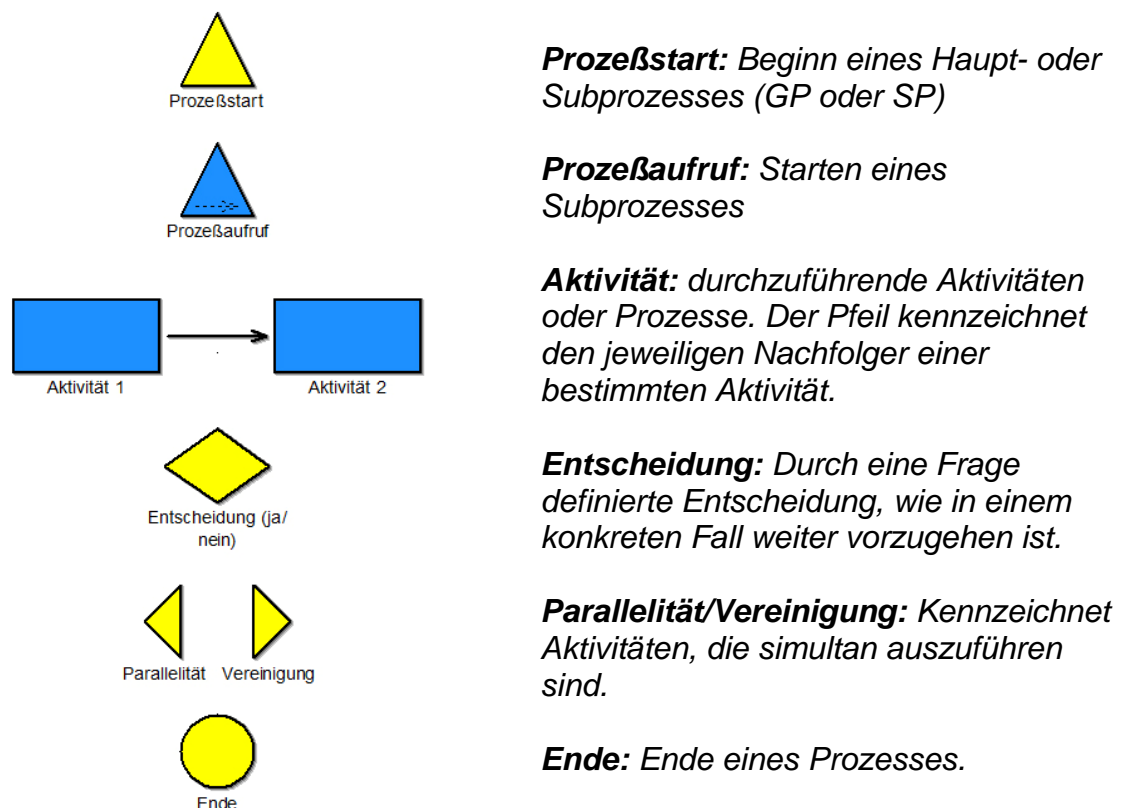 Prozeßstart
Prozeßstart: Beginn eines Haupt- oder
Subprozesses (GP oder SP)
Prozeßaufruf
Prozeßaufruf: Starten eines
Subprozesses
Aktivität 1
Aktivität 2
Aktivität: durchzuführende Aktivitäten
oder Prozesse. Der Pfeil kennzeichnet
den jeweiligen Nachfolger einer
bestimmten Aktivität.
Entscheidung (ja/
nein)
Entscheidung: Durch eine Frage
definierte Entscheidung, wie in einem
konkreten Fall weiter vorzugehen ist.
Parallelität
Vereinigung
Parallelität/Vereinigung: Kennzeichnet
Aktivitäten, die simultan auszuführen
sind.
Ende
Ende: Ende eines Prozesses.